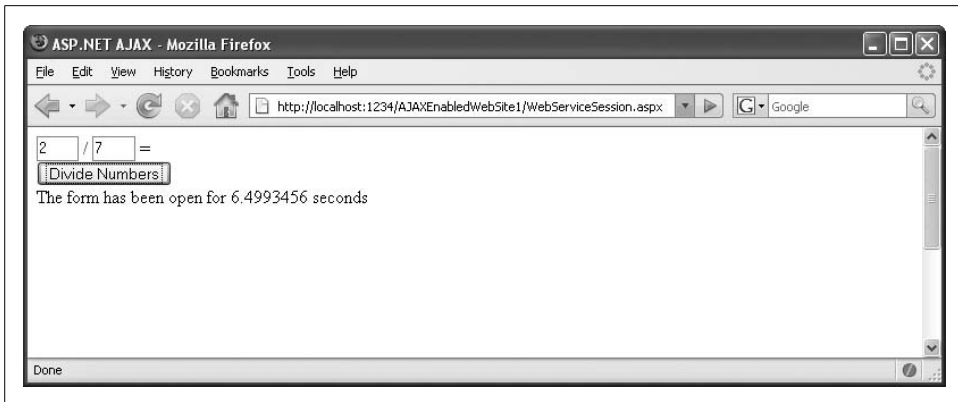 ASP.NET AJAX - Mozilla Firefox
File Edit View History Bookmarks Tools Help
http://localhost:1234/AJAXEnabledWebSite1/WebServiceSession.aspx G Google
2 / 7 =
Divide Numbers
The form has been open for 6.4993456 seconds
Done